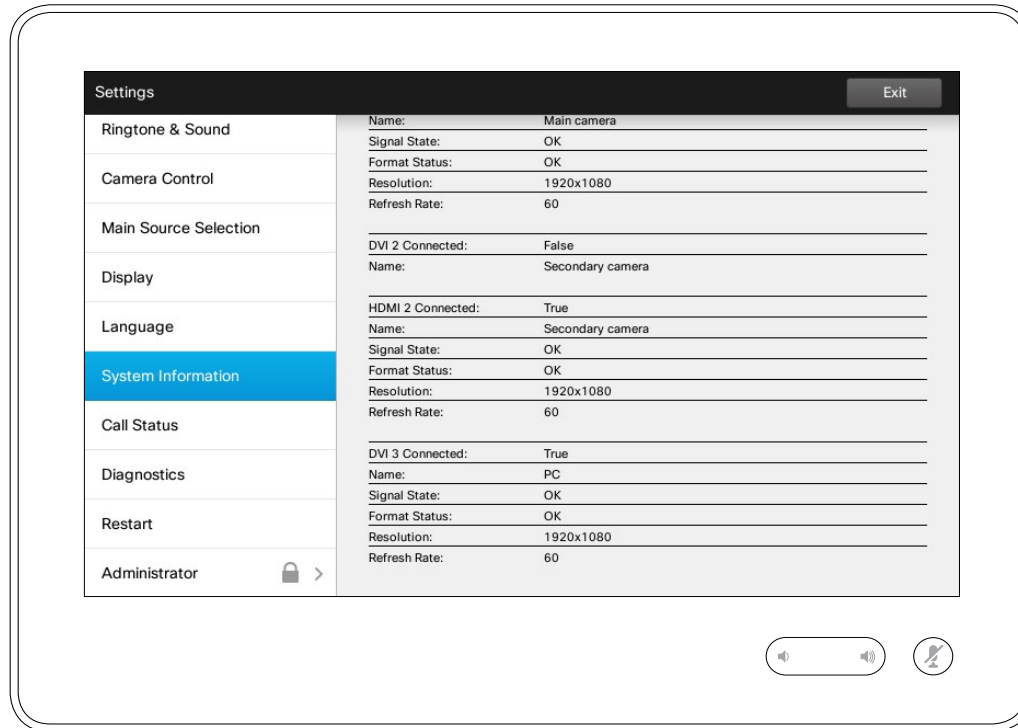 Settings
Exit
Ringtone & Sound
Camera Control
Main Source Selection
Display
Language
System Information
Call Status
Diagnostics
Restart
Administrator
Name: Main camera
Signal State: OK
Format Status: OK
Resolution: 1920x1080
Refresh Rate: 60
DVI 2 Connected: False
Name: Secondary camera
HDMI 2 Connected: True
Name: Secondary camera
Signal State: OK
Format Status: OK
Resolution: 1920x1080
Refresh Rate: 60
DVI 3 Connected: True
Name: PC
Signal State: OK
Format Status: OK
Resolution: 1920x1080
Refresh Rate: 60